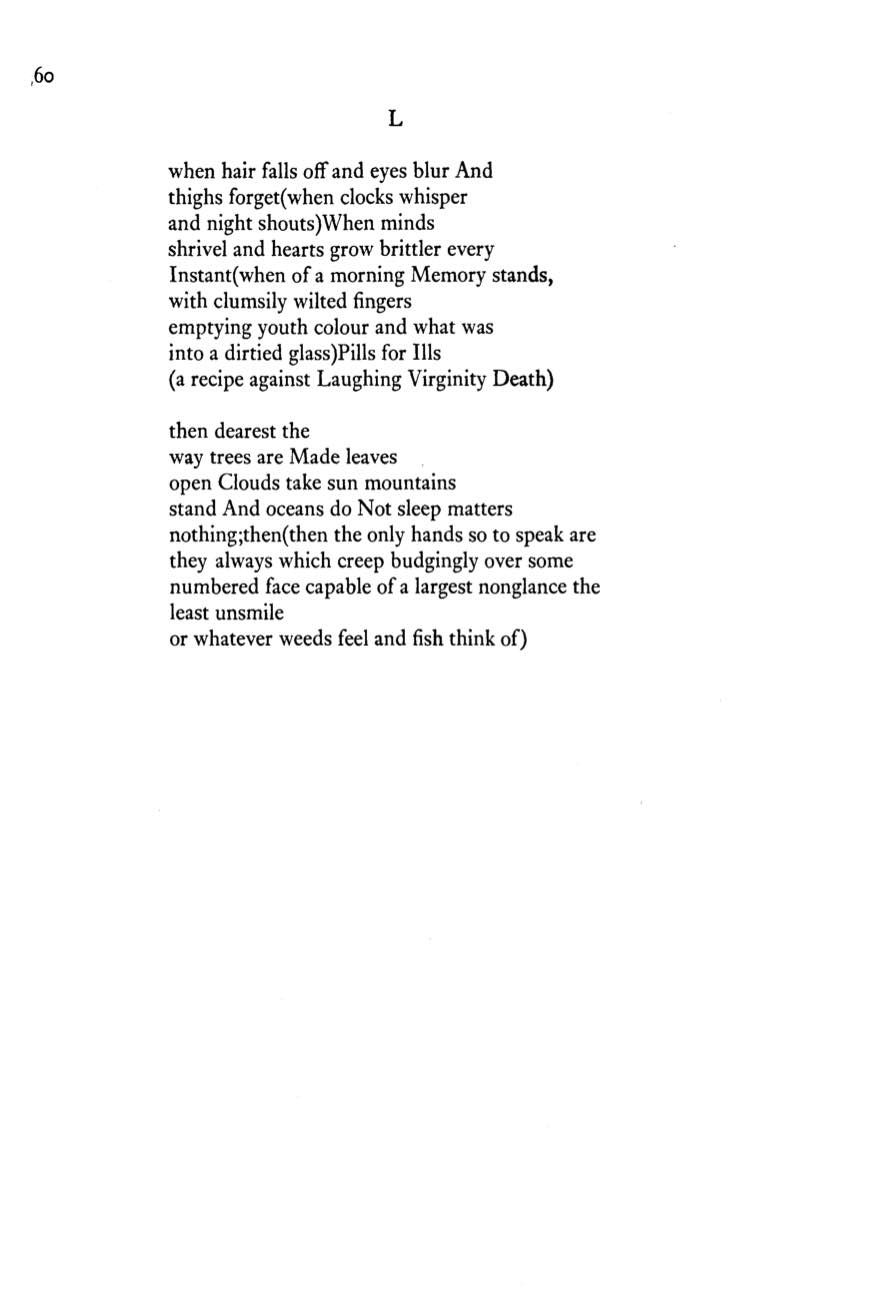 60
L
when hair falls off and eyes blur And
thighs forget(when clocks whisper
and night shouts)When minds
shrivel and hearts grow brittler every
Instant(when of a morning Memory stands,
with clumsily wilted fingers
emptying youth colour and what was
into a dirtied glass)Pills for Ills
(a recipe against Laughing Virginity Death)

then dearest the
way trees are Made leaves
open Clouds take sun mountains
stand And oceans do Not sleep matters
nothing;then(then the only hands so to speak are
they always which creep budgingly over some
numbered face capable of a largest nonglance the
least unsmile
or whatever weeds feel and fish think of)